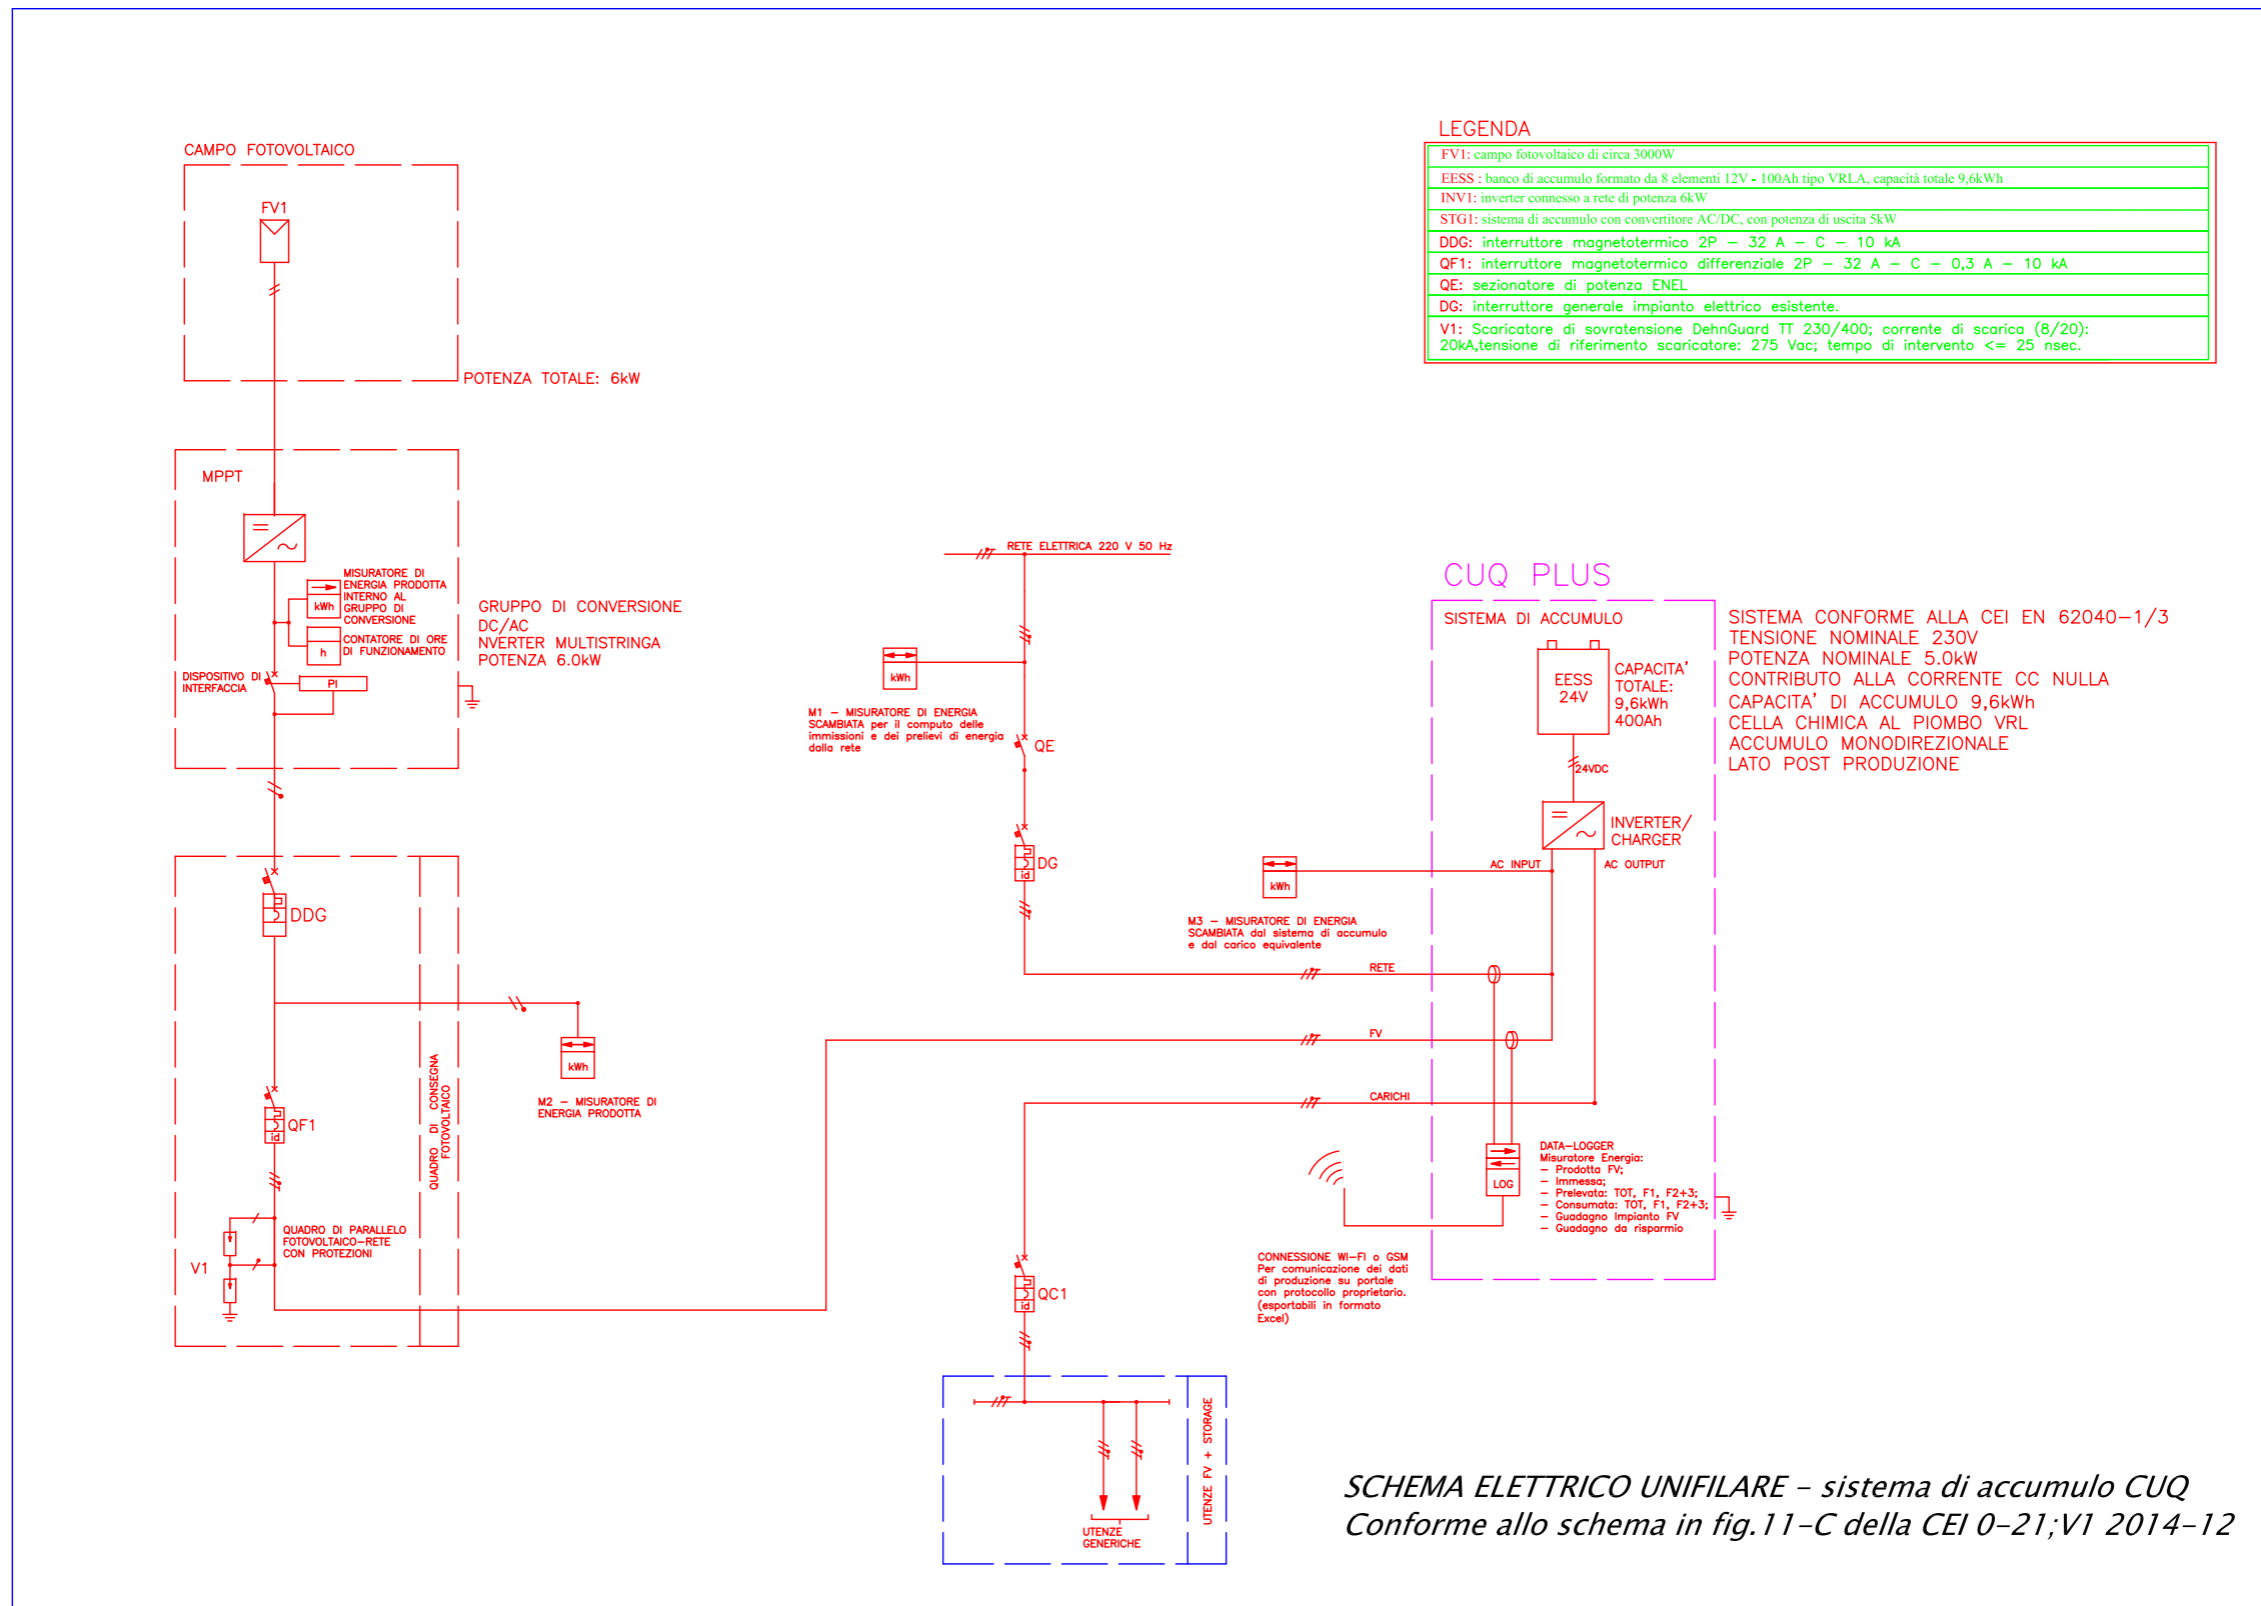 LEGENDA
FV1: campo fotovoltaico di circa 3000W
EESS : banco di accumulo formato da 8 elementi 12V - 100Ah tipo VRLA, capacità totale 9,6kWh
INV1: inverter connesso a rete di potenza 6kW
STG1: sistema di accumulo con convertitore AC/DC, con potenza di uscita 5kW
DDG: interruttore magnetotermico 2P – 32 A – C – 10 kA
QF1: interruttore magnetotermico differenziale 2P – 32 A – C – 0,3 A – 10 kA
QE: sezionatore di potenza ENEL
DG: interruttore generale impianto elettrico esistente.
V1: Scaricatore di sovratensione DehnGuard TT 230/400; corrente di scarica (8/20):
20kA,tensione di riferimento scaricatore: 275 Vac; tempo di intervento <= 25 nsec.
CAMPO FOTOVOLTAICO
FV1
POTENZA TOTALE: 6kW
MPPT
MISURATORE DI
ENERGIA PRODOTTA
INTERNO AL
GRUPPO DI
CONVERSIONE
kWh
CONTATORE DI ORE
DI FUNZIONAMENTO
h
DISPOSITIVO DI
INTERFACCIA
PI
GRUPPO DI CONVERSIONE
DC/AC
NVERTER MULTISTRINGA
POTENZA 6.0kW
DDG
kWh
M2 – MISURATORE DI
ENERGIA PRODOTTA
QF1
id
QUADRO DI CONSEGNA
FOTOVOLTAICO
QUADRO DI PARALLELO
FOTOVOLTAICO–RETE
CON PROTEZIONI
V1
RETE ELETTRICA 220 V 50 Hz
kWh
M1 – MISURATORE DI ENERGIA
SCAMBIATA per il computo delle
immissioni e dei prelievi di energia
dalla rete
QE
DG
id
kWh
M3 – MISURATORE DI ENERGIA
SCAMBIATA dal sistema di accumulo
e dal carico equivalente
RETE
FV
CARICHI
CUQ PLUS
SISTEMA DI ACCUMULO
EESS
24V
CAPACITA'
TOTALE:
9,6kWh
400Ah
24VDC
INVERTER/
CHARGER
AC INPUT
AC OUTPUT
SISTEMA CONFORME ALLA CEI EN 62040–1/3
TENSIONE NOMINALE 230V
POTENZA NOMINALE 5.0kW
CONTRIBUTO ALLA CORRENTE CC NULLA
CAPACITA' DI ACCUMULO 9,6kWh
CELLA CHIMICA AL PIOMBO VRL
ACCUMULO MONODIREZIONALE
LATO POST PRODUZIONE
LOG
DATA–LOGGER
Misuratore Energia:
– Prodotta FV;
– Immessa;
– Prelevata: TOT, F1, F2+3;
– Consumata: TOT, F1, F2+3;
– Guadagno Impianto FV
– Guadagno da risparmio
CONNESSIONE WI–FI o GSM
Per comunicazione dei dati
di produzione su portale
con protocollo proprietario.
(esportabili in formato
Excel)
QC1
id
UTENZE
GENERICHE
UTENZE FV + STORAGE
SCHEMA ELETTRICO UNIFILARE – sistema di accumulo CUQ
Conforme allo schema in fig.11–C della CEI 0–21;V1 2014–12